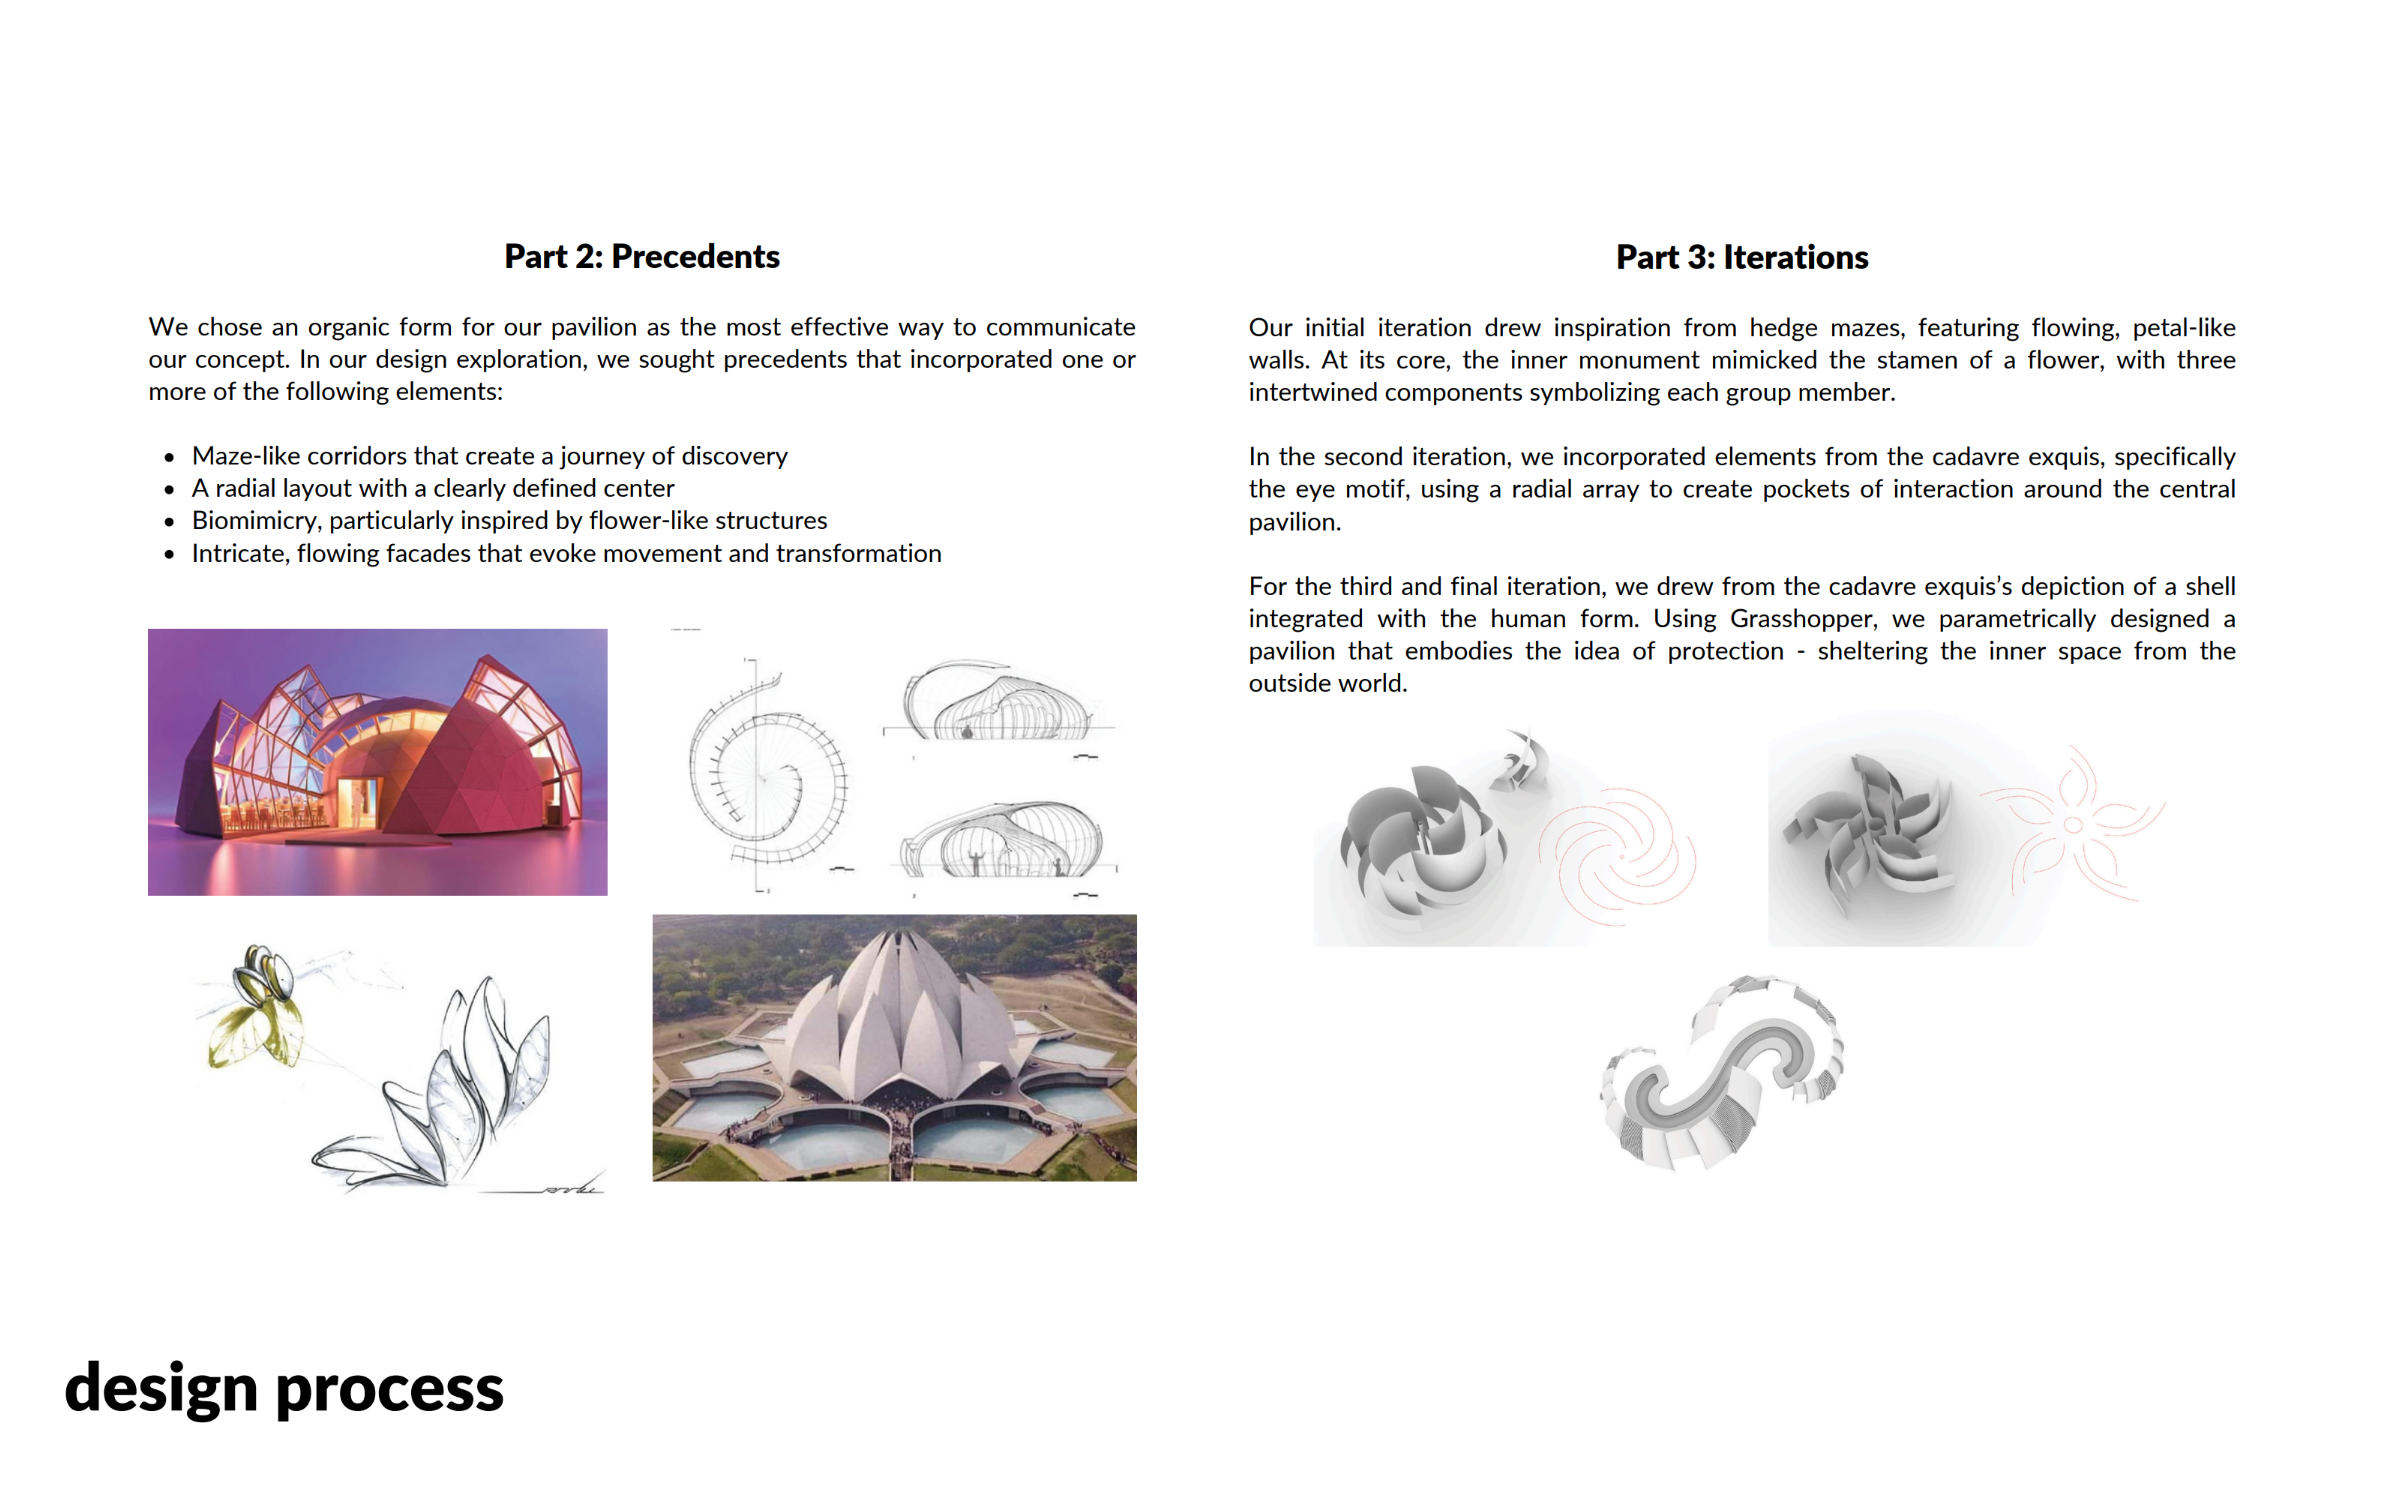 Part 2: Precedents
We chose an organic form for our pavilion as the most effective way to communicate
our concept. In our design exploration, we sought precedents that incorporated one or
more of the following elements:
• Maze-like corridors that create a journey of discovery
• A radial layout with a clearly defined center
• Biomimicry, particularly inspired by flower-like structures
• Intricate, flowing facades that evoke movement and transformation
Part 3: Iterations
Our initial iteration drew inspiration from hedge mazes, featuring flowing, petal-like
walls. At its core, the inner monument mimicked the stamen of a flower, with three
intertwined components symbolizing each group member.
In the second iteration, we incorporated elements from the cadavre exquis, specifically
the eye motif, using a radial array to create pockets of interaction around the central
pavilion.
For the third and final iteration, we drew from the cadavre exquis’s depiction of a shell
integrated with the human form. Using Grasshopper, we parametrically designed a
pavilion that embodies the idea of protection - sheltering the inner space from the
outside world.
design process